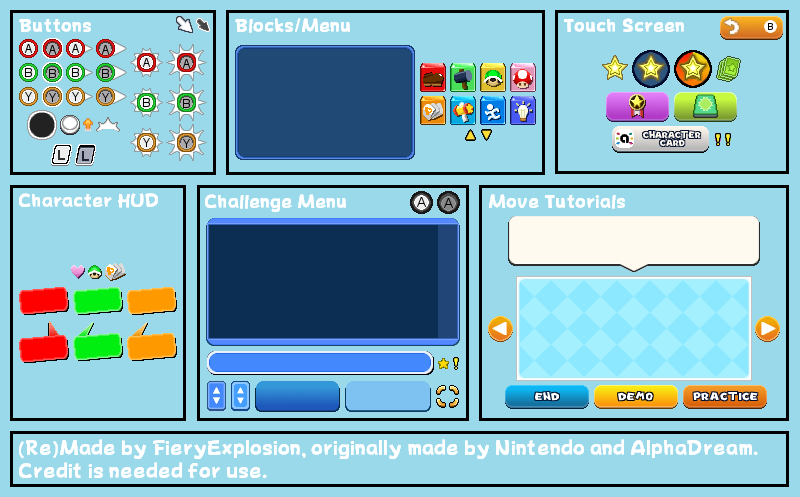 Buttons
A A A A
A A
B B B B
B B
Y Y Y Y
Y Y
L L
Blocks/Menu
Touch Screen
B
a
CHARACTER
CARD
!!
Character HUD
Challenge Menu
A A
!
Move Tutorials
END DEMO PRACTICE
(Re)Made by FieryExplosion, originally made by Nintendo and AlphaDream.
Credit is needed for use.